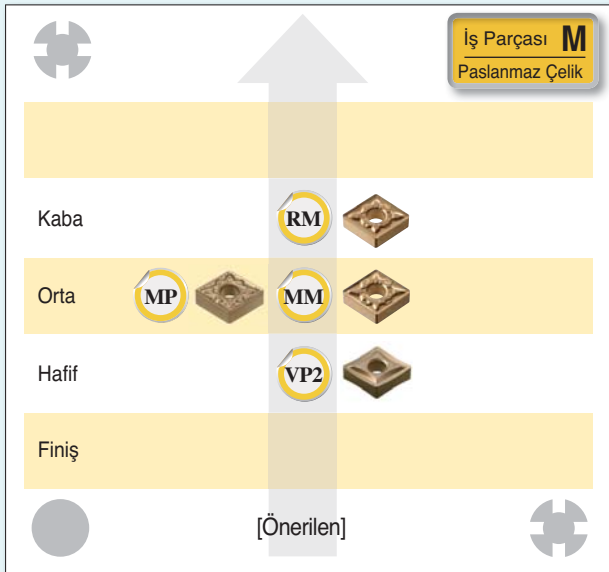 İş Parçası M
Paslanmaz Çelik
Kaba RM
Orta MP MM
Hafif VP2
Finiş
[Önerilen]